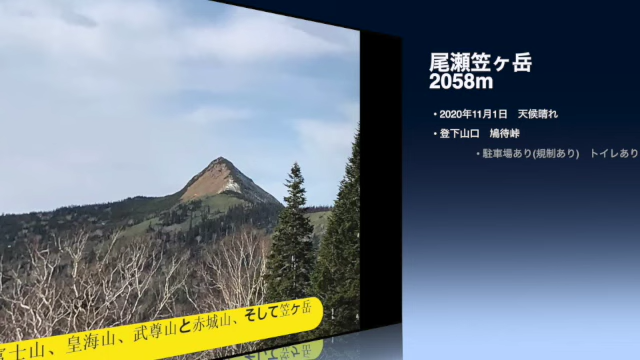 尾瀬笠ヶ岳
2058m
• 2020年11月1日　天候晴れ
• 登下山口　鳩待峠
• 駐車場あり(規制あり)　トイレあり
富士山、皇海山、武尊山と赤城山、そして笠ケ岳